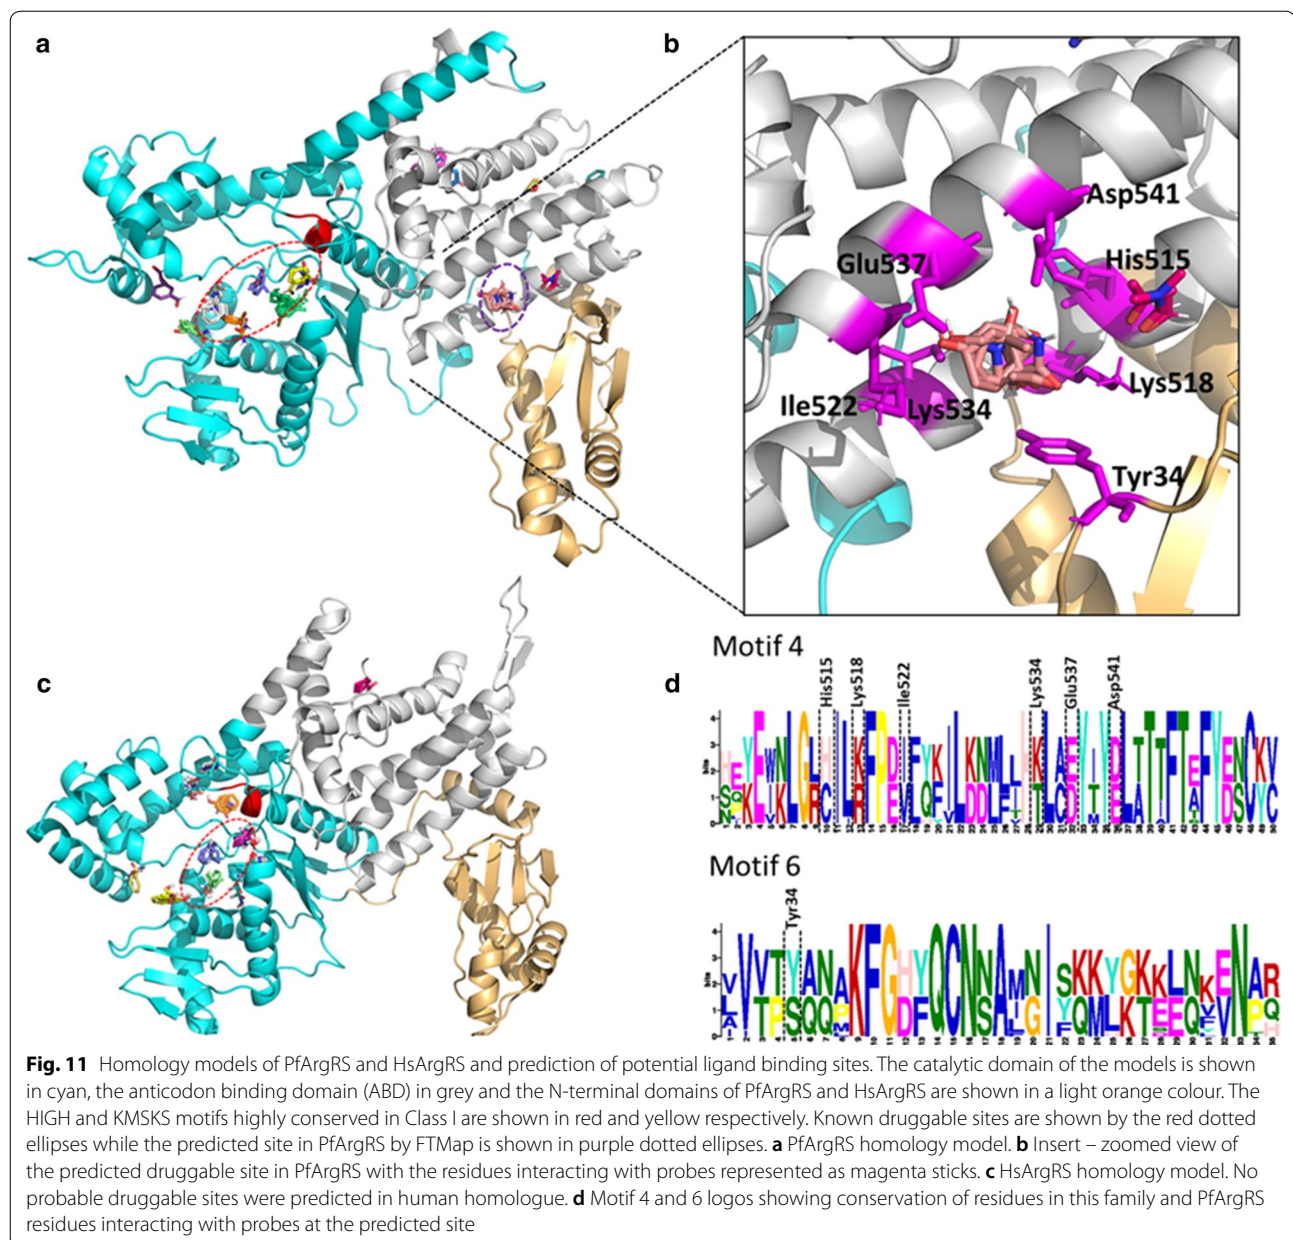 a
b
Asp541
Glu537
His515
Lys518
Ile522
Lys534
Tyr34
c
d
Motif 4
His515
Lys518
Ile522
Lys534
Glu537
Asp541
bits
Motif 6
Tyr34
bits
Fig. 11 Homology models of PfArgRS and HsArgRS and prediction of potential ligand binding sites. The catalytic domain of the models is shown
in cyan, the anticodon binding domain (ABD) in grey and the N-terminal domains of PfArgRS and HsArgRS are shown in a light orange colour. The
HIGH and KMSKS motifs highly conserved in Class I are shown in red and yellow respectively. Known druggable sites are shown by the red dotted
ellipses while the predicted site in PfArgRS by FTMap is shown in purple dotted ellipses. a PfArgRS homology model. b Insert – zoomed view of
the predicted druggable site in PfArgRS with the residues interacting with probes represented as magenta sticks. c HsArgRS homology model. No
probable druggable sites were predicted in human homologue. d Motif 4 and 6 logos showing conservation of residues in this family and PfArgRS
residues interacting with probes at the predicted site